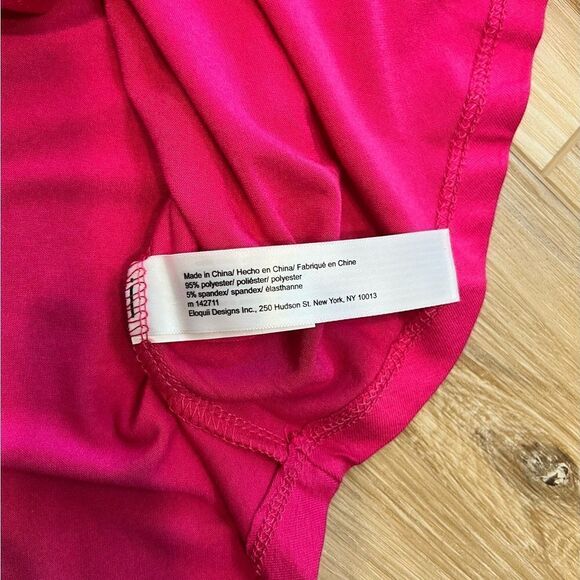 Made in China/ Hecho en China/ Fabriqué en Chine
95% polyester/ poliéster/ polyester
5% spandex/ spandex/ élasthanne
m 142711
Eloquii Designs Inc., 250 Hudson St. New York, NY 10013